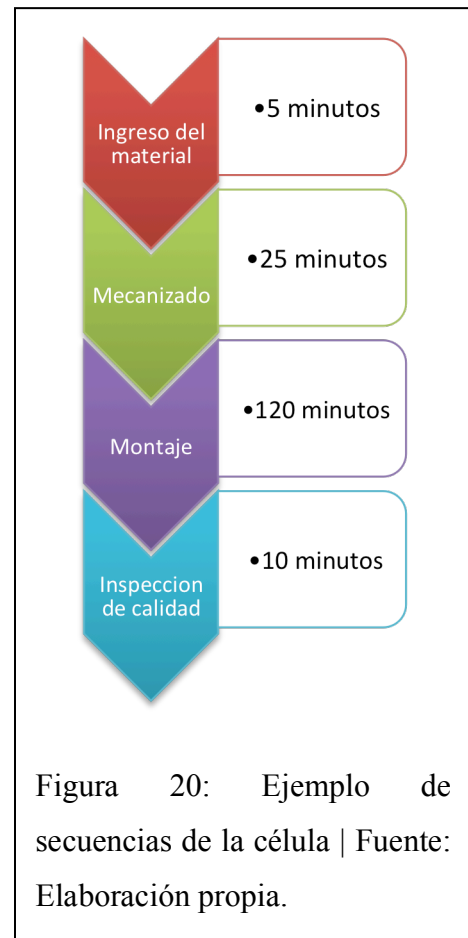 Ingreso del
material
•5 minutos
Mecanizado
•25 minutos
Montaje
•120 minutos
Inspeccion
de calidad
•10 minutos
Figura 20: Ejemplo de
secuencias de la célula | Fuente:
Elaboración propia.